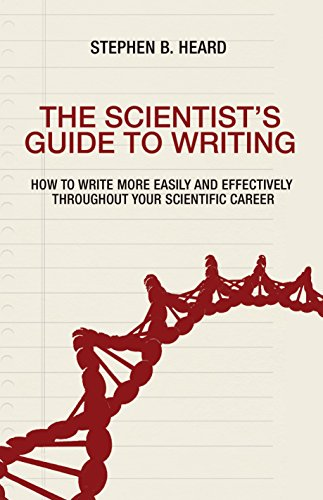 STEPHEN B. HEARD
THE SCIENTIST'S
GUIDE TO WRITING
HOW TO WRITE MORE EASILY AND EFFECTIVELY
THROUGHOUT YOUR SCIENTIFIC CAREER